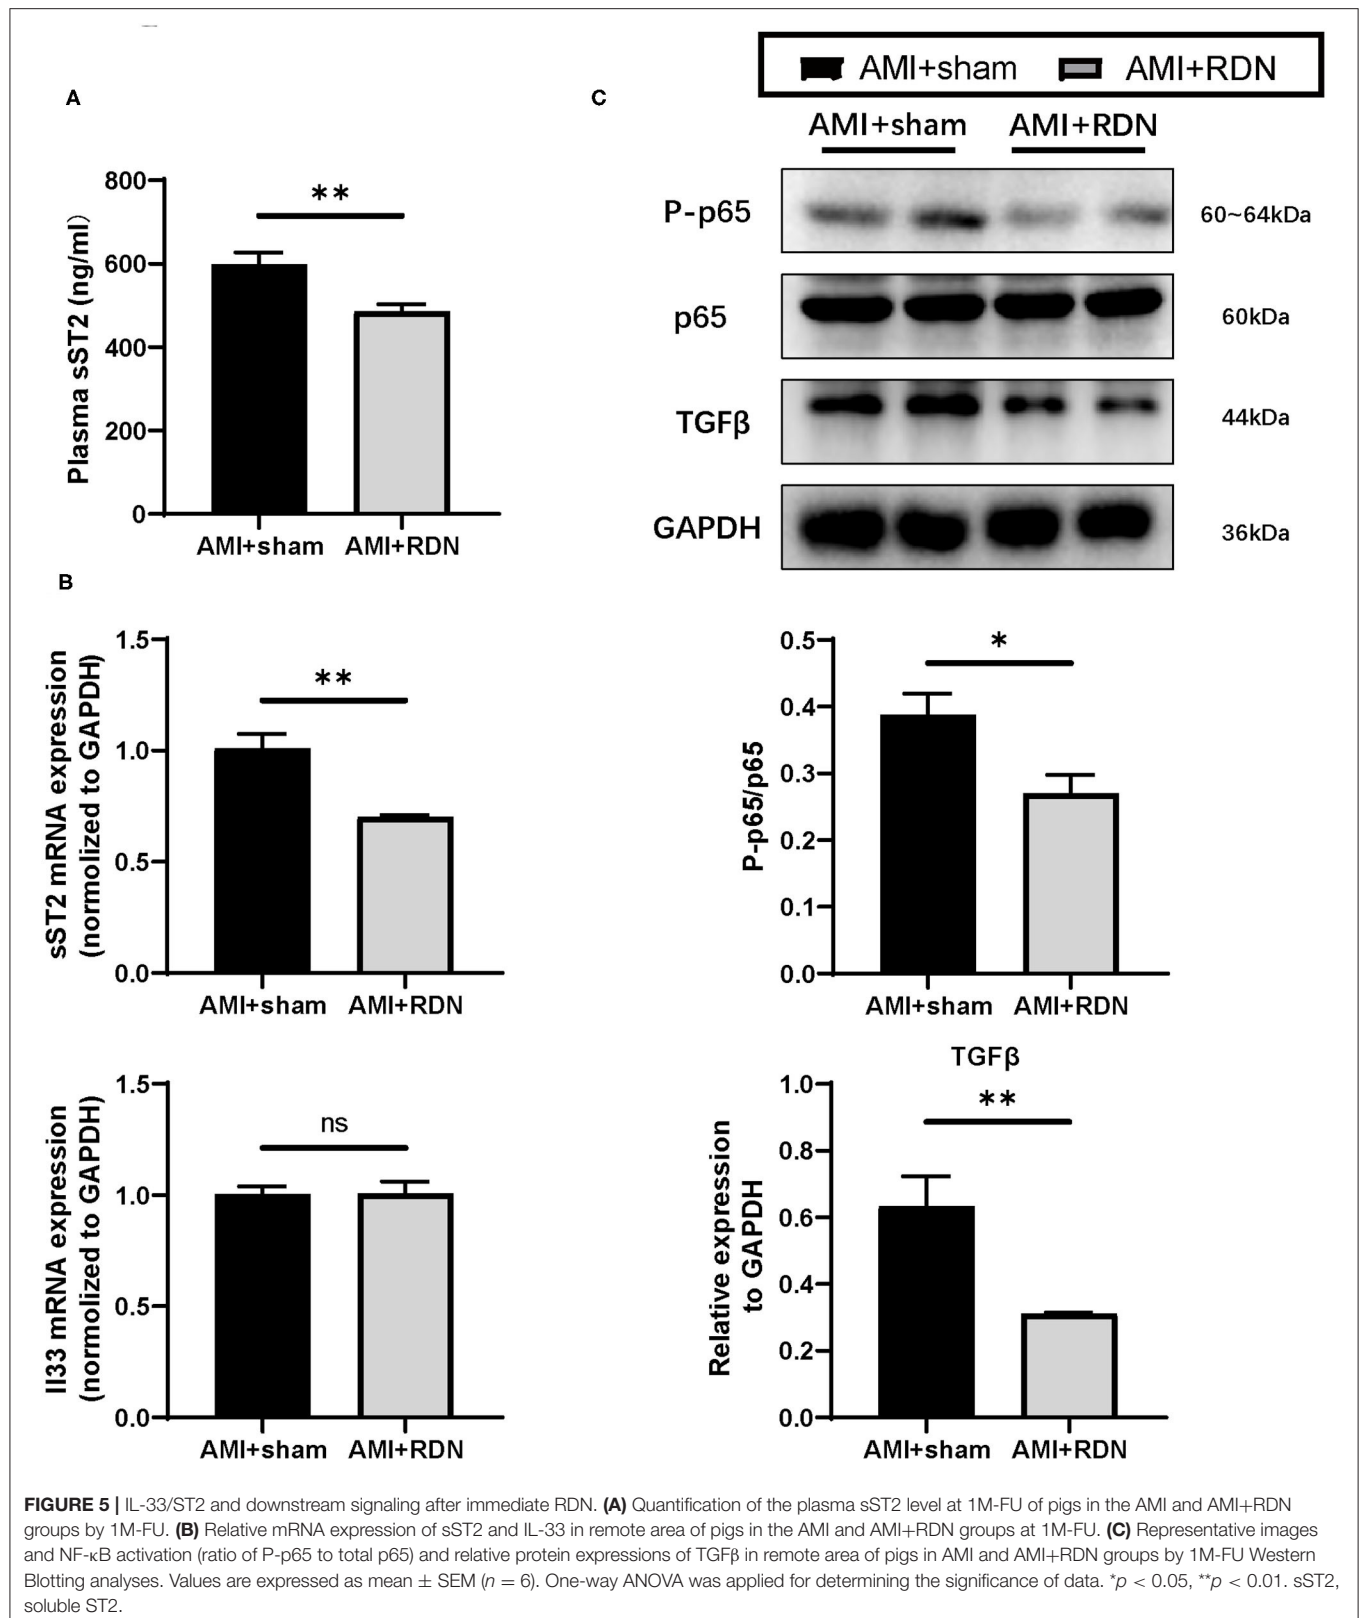 AMI+sham AMI+RDN
A
800
600
400
200
0
Plasma sST2 (ng/ml)
**
AMI+sham AMI+RDN
C
AMI+sham AMI+RDN
P-p65 60~64kDa
p65 60kDa
TGFβ 44kDa
GAPDH 36kDa
B
1.5
1.0
0.5
0.0
sST2 mRNA expression
(normolized to GAPDH)
**
AMI+sham AMI+RDN
0.5
0.4
0.3
0.2
0.1
0.0
P-p65/p65
*
AMI+sham AMI+RDN
1.5
1.0
0.5
0.0
Il33 mRNA expression
(normolized to GAPDH)
ns
AMI+sham AMI+RDN
TGFβ
1.0
0.8
0.6
0.4
0.2
0.0
Relative expression
to GAPDH
**
AMI+sham AMI+RDN
FIGURE 5 | IL-33/ST2 and downstream signaling after immediate RDN. (A) Quantification of the plasma sST2 level at 1M-FU of pigs in the AMI and AMI+RDN
groups by 1M-FU. (B) Relative mRNA expression of sST2 and IL-33 in remote area of pigs in the AMI and AMI+RDN groups at 1M-FU. (C) Representative images
and NF-κB activation (ratio of P-p65 to total p65) and relative protein expressions of TGFβ in remote area of pigs in AMI and AMI+RDN groups by 1M-FU Western
Blotting analyses. Values are expressed as mean ± SEM (n = 6). One-way ANOVA was applied for determining the significance of data. *p < 0.05, **p < 0.01. sST2,
soluble ST2.